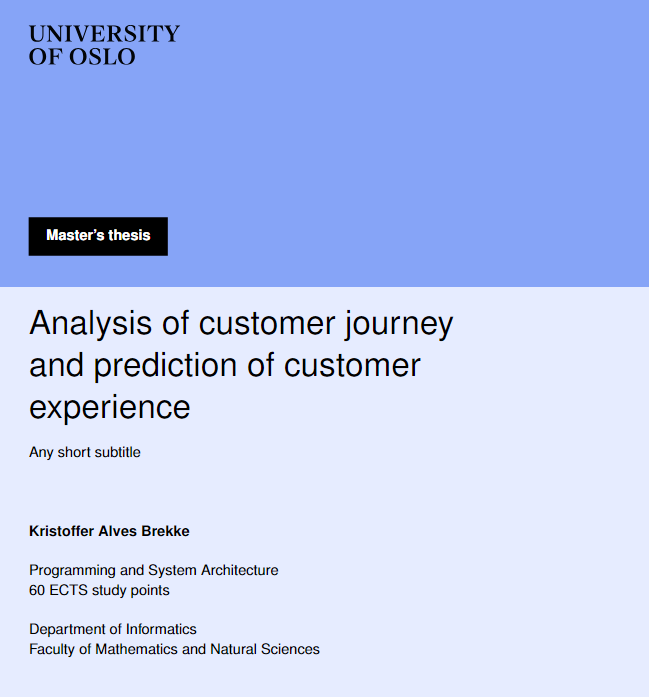 UNIVERSITY
OF OSLO
Master's thesis
Analysis of customer journey
and prediction of customer
experience
Any short subtitle
Kristoffer Alves Brekke
Programming and System Architecture
60 ECTS study points
Department of Informatics
Faculty of Mathematics and Natural Sciences